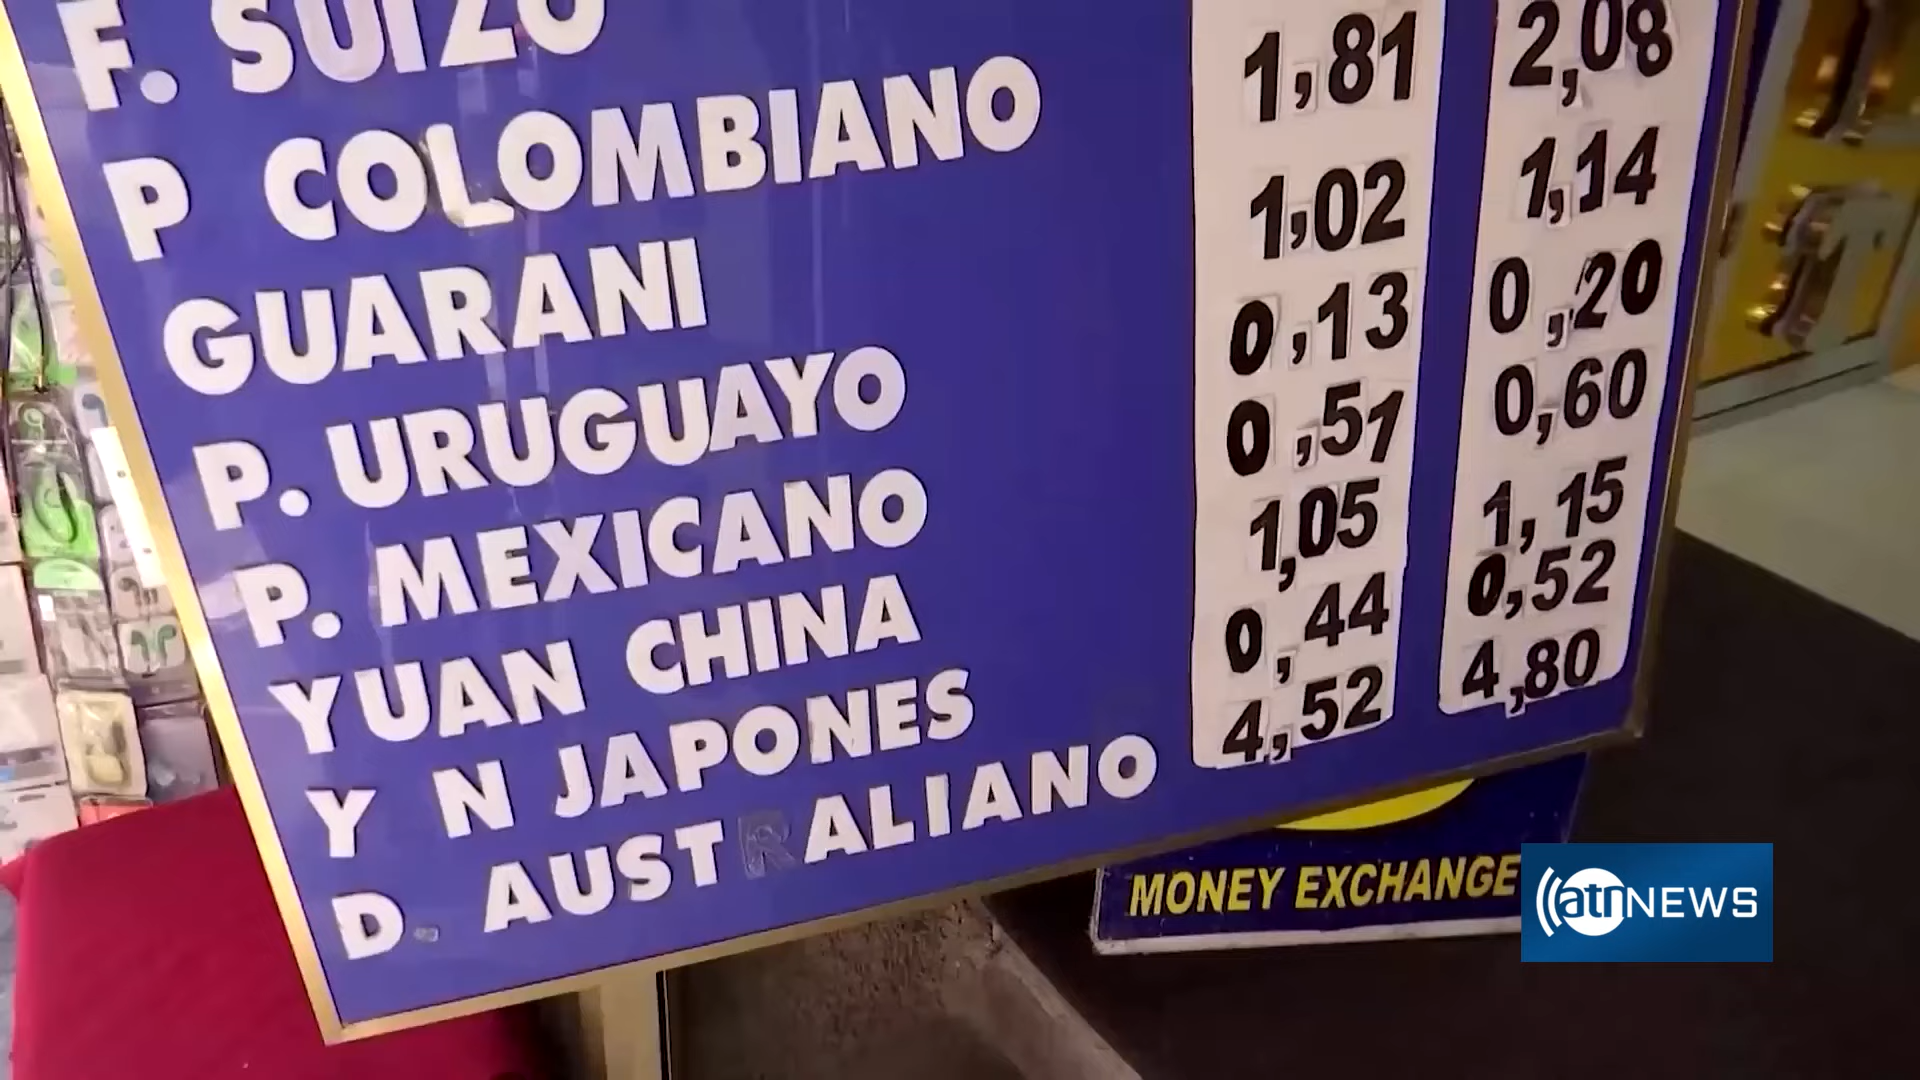 F. SUIZO
P COLOMBIANO 1,81 2,08
GUARANI 1,02 1,14
P. URUGUAYO 0,13 0,20
P. MEXICANO 0,51 0,60
YUAN CHINA 1,05 1,15
Y N JAPONES 0,44 0,52
D. AUSTRALIANO 4,52 4,80
MONEY EXCHANGE
atn NEWS